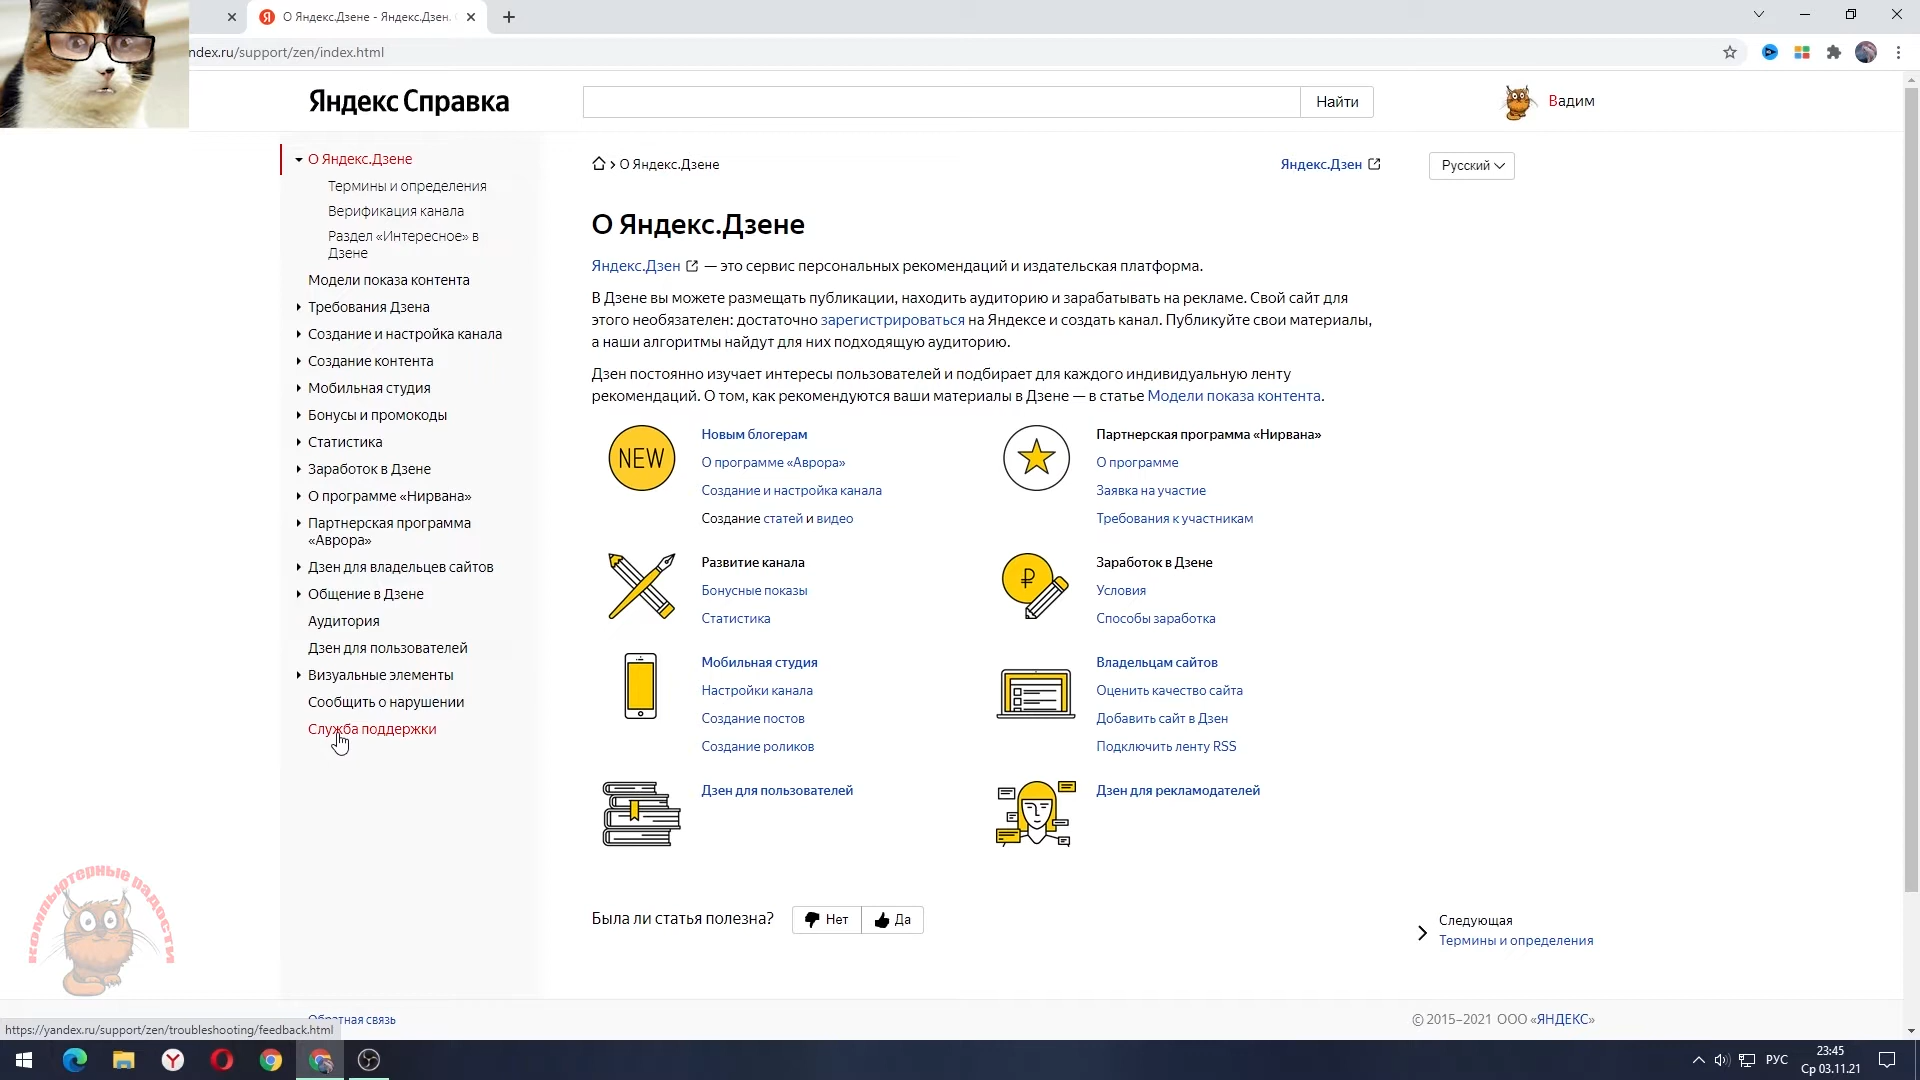 О Яндекс.Дзене - Яндекс.Дзен.
ndex.ru/support/zen/index.html
Яндекс Справка
Найти
Вадим
О Яндекс.Дзене
Термины и определения
Верификация канала
Раздел «Интересное» в
Дзене
Модели показа контента
Требования Дзена
Создание и настройка канала
Создание контента
Мобильная студия
Бонусы и промокоды
Статистика
Заработок в Дзене
О программе «Нирвана»
Партнерская программа
«Аврора»
Дзен для владельцев сайтов
Общение в Дзене
Аудитория
Дзен для пользователей
Визуальные элементы
Сообщить о нарушении
Служба поддержки
О Яндекс.Дзене
Яндекс.Дзен
Русский
О Яндекс.Дзене
Яндекс.Дзен — это сервис персональных рекомендаций и издательская платформа.
В Дзене вы можете размещать публикации, находить аудиторию и зарабатывать на рекламе. Свой сайт для
этого необязателен: достаточно зарегистрироваться на Яндексе и создать канал. Публикуйте свои материалы,
а наши алгоритмы найдут для них подходящую аудиторию.
Дзен постоянно изучает интересы пользователей и подбирает для каждого индивидуальную ленту
рекомендаций. О том, как рекомендуются ваши материалы в Дзене — в статье Модели показа контента.
NEW
Новым блогерам
О программе «Аврора»
Создание и настройка канала
Создание статей и видео
Партнерская программа «Нирвана»
О программе
Заявка на участие
Требования к участникам
Развитие канала
Бонусные показы
Статистика
₽
Заработок в Дзене
Условия
Способы заработка
Мобильная студия
Настройки канала
Создание постов
Создание роликов
Владельцам сайтов
Оценить качество сайта
Добавить сайт в Дзен
Подключить ленту RSS
Дзен для пользователей
Дзен для рекламодателей
Была ли статья полезна?
Нет
Да
Следующая
Термины и определения
компьютерные радости
Обратная связь
© 2015–2021 ООО «ЯНДЕКС»
https://yandex.ru/support/zen/troubleshooting/feedback.html
РУС
23:45
Ср 03.11.21